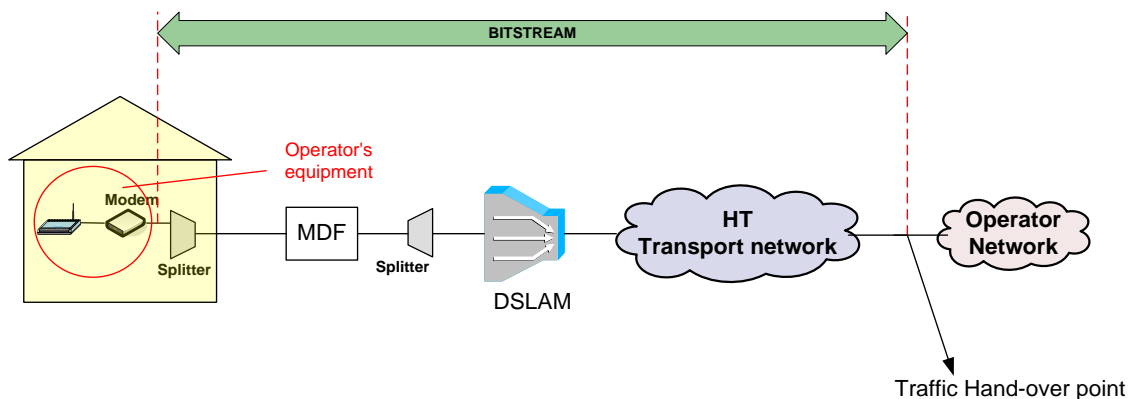 BITSTREAM
Operator's
equipment
Modem
Splitter
MDF
Splitter
DSLAM
HT
Transport network
Operator
Network
Traffic Hand-over point